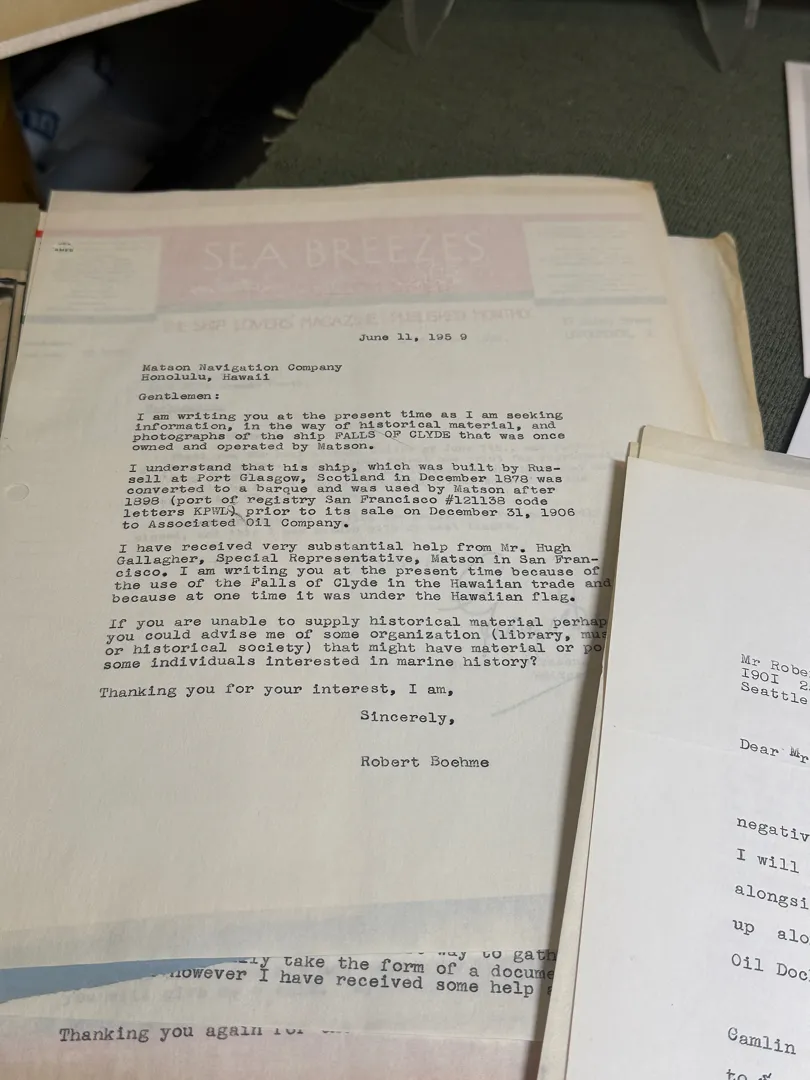 SEA BREEZES
THE SHIP LOVERS' MAGAZINE PUBLISHED MONTHLY
June 11, 195 9
Matson Navigation Company
Honolulu, Hawaii
Gentlemen:
I am writing you at the present time as I am seeking
information, in the way of historical material, and
photographs of the ship FALLS OF CLYDE that was once
owned and operated by Matson.
I understand that his ship, which was built by Rus-
sell at Port Glasgow, Scotland in December 1878 was
converted to a barque and was used by Matson after
1898 (port of registry San Francisco #121138 code
letters KPWL) prior to its sale on December 31, 1906
to Associated Oil Company.
I have received very substantial help from Mr. Hugh
Gallagher, Special Representative, Matson in San Fran-
cisco. I am writing you at the present time because of
the use of the Falls of Clyde in the Hawaiian trade and
because at one time it was under the Hawaiian flag.
If you are unable to supply historical material perhap
you could advise me of some organization (library, mus
or historical society) that might have material or po
some individuals interested in marine history?
Thanking you for your interest, I am,
Sincerely,
Robert Boehme
way to gath
take the form of a docume
however I have received some help
Thanking you again
Mr Robe
I90I 2
Seattle
Dear Mr
negativ
I will
alongsi
up alo
Oil Doc
Gamlin
to